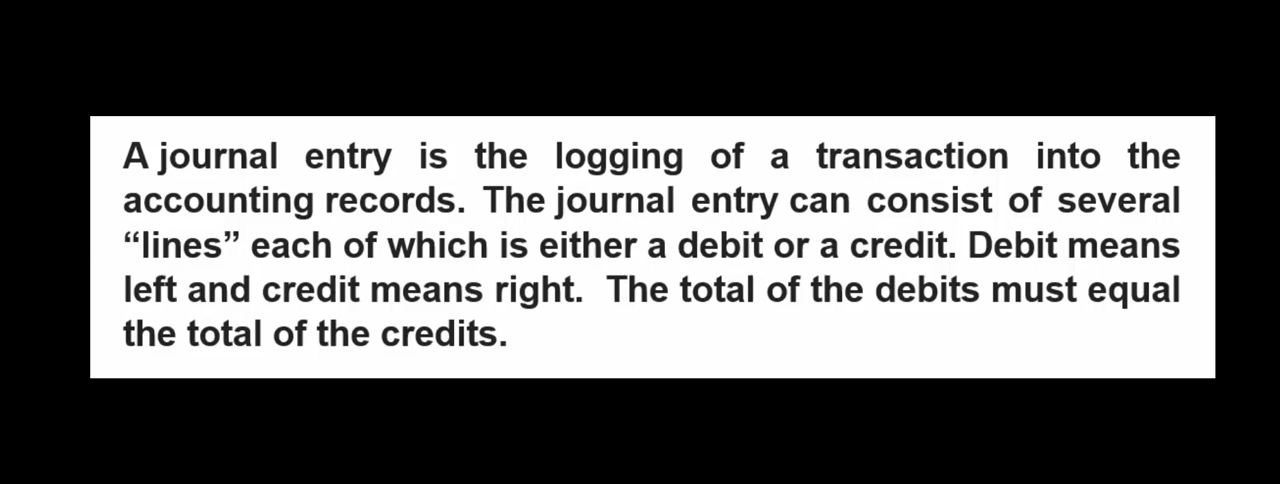 A journal entry is the logging of a transaction into the
accounting records. The journal entry can consist of several
“lines” each of which is either a debit or a credit. Debit means
left and credit means right. The total of the debits must equal
the total of the credits.